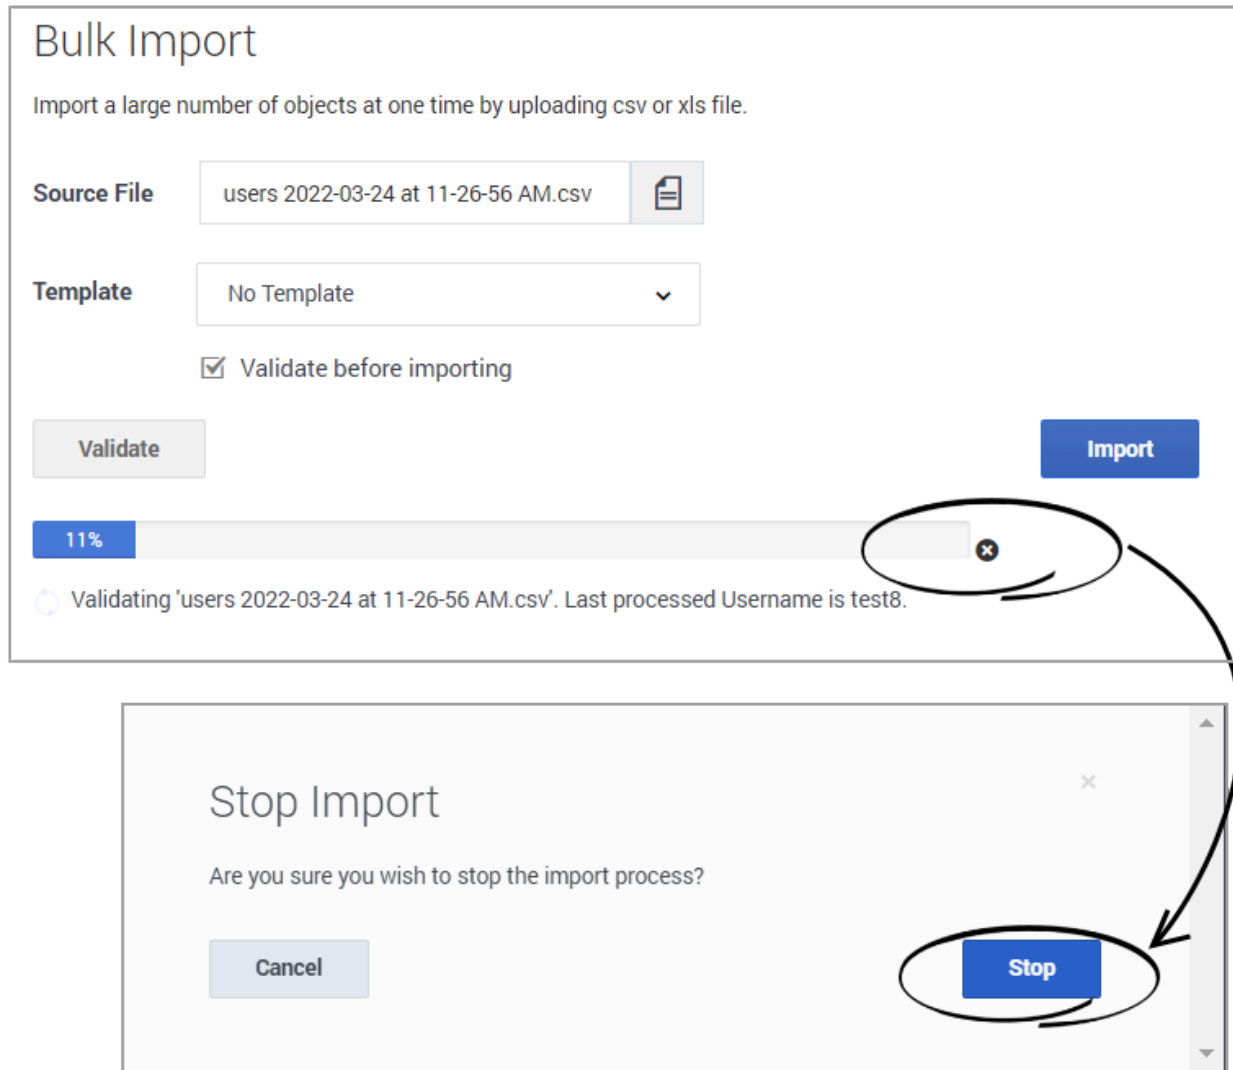 Bulk Import
Import a large number of objects at one time by uploading csv or xls file.
Source File
users 2022-03-24 at 11-26-56 AM.csv
Template
No Template
Validate before importing
Validate
Import
11%
Validating 'users 2022-03-24 at 11-26-56 AM.csv'. Last processed Username is test8.
Stop Import
Are you sure you wish to stop the import process?
Cancel
Stop